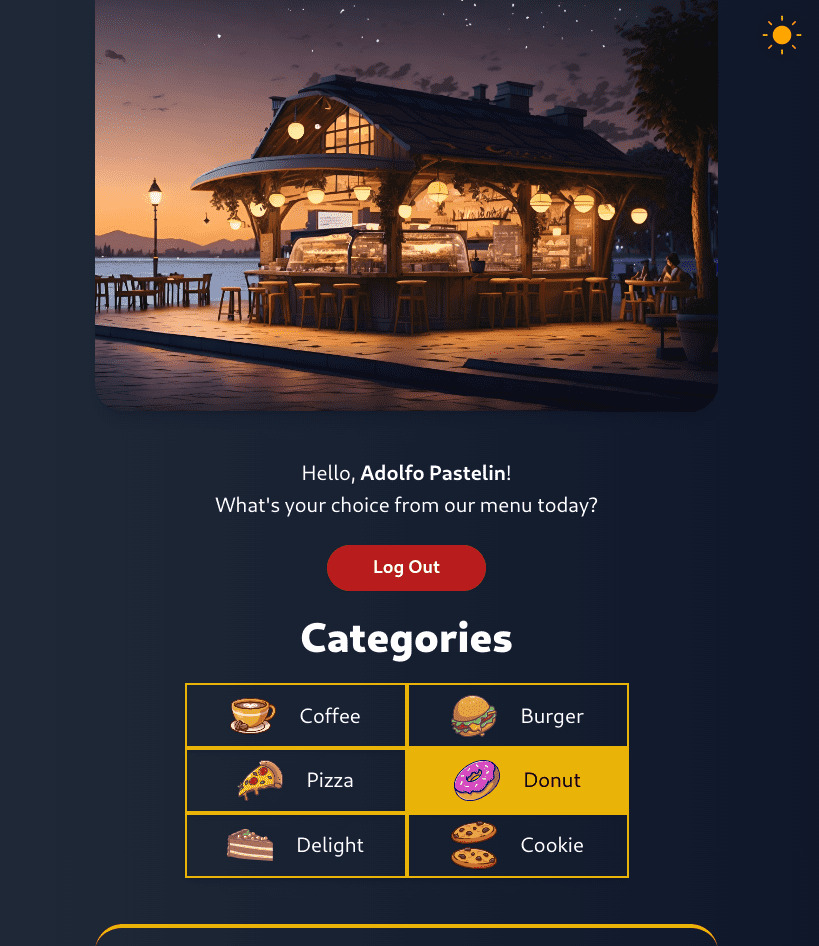 Hello, Adolfo Pastelin!
What's your choice from our menu today?
Log Out
Categories
Coffee
Burger
Pizza
Donut
Delight
Cookie